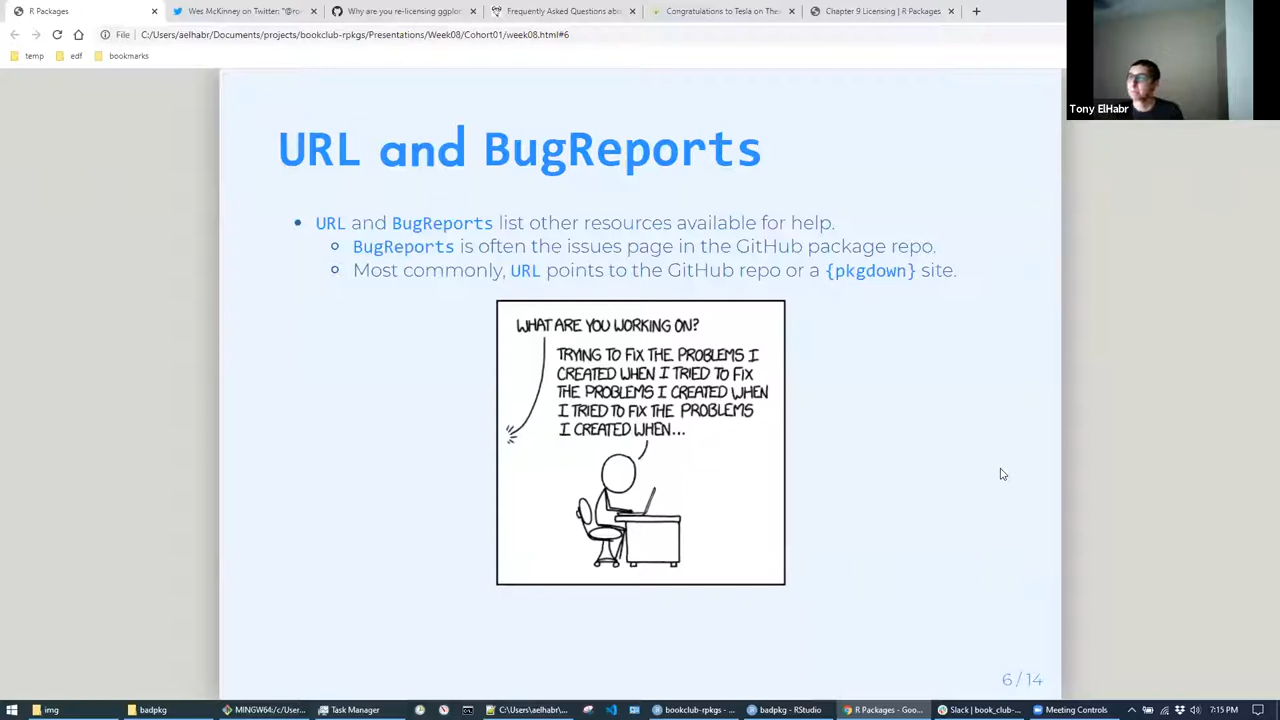 R Packages
Wes McKinney on Twitter: "@ro
Why are you re-licensing ggplo
Frequently Asked Questions abo
Congratulations to Tesla on The
Chapter 9 Licensing | R Packages
File
C:/Users/aelhabr/Documents/projects/bookclub-rpkgs/Presentations/Week08/Cohort01/week08.html#6
temp
edf
bookmarks
Tony ElHabr
URL and BugReports
URL and BugReports list other resources available for help.
BugReports is often the issues page in the GitHub package repo.
Most commonly, URL points to the GitHub repo or a {pkgdown} site.
WHAT ARE YOU WORKING ON?
TRYING TO FIX THE PROBLEMS I
CREATED WHEN I TRIED TO FIX
THE PROBLEMS I CREATED WHEN
I TRIED TO FIX THE PROBLEMS
I CREATED WHEN...
6 / 14
img
badpkg
MINGW64:/c/User...
Task Manager
C:\Users\aelhabr\...
bookclub-rpkgs - ...
badpkg - RStudio
R Packages - Goo...
Slack | book_club-...
Meeting Controls
7:15 PM